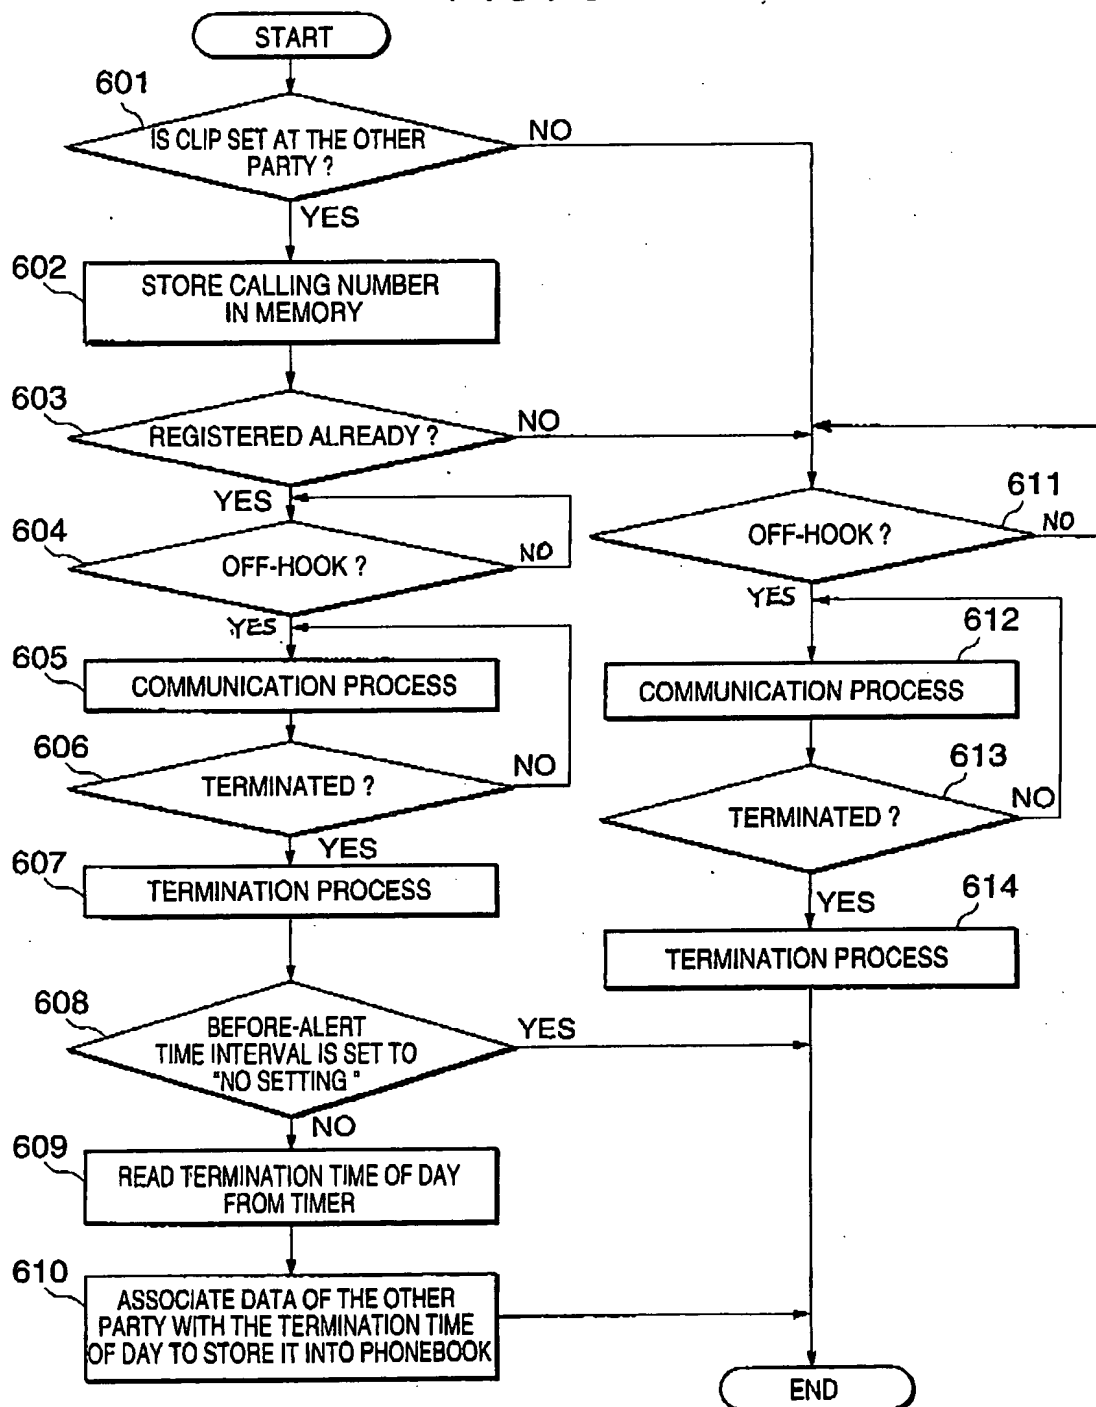 START
601
IS CLIP SET AT THE OTHER
PARTY ?
NO
YES
602
STORE CALLING NUMBER
IN MEMORY
603
REGISTERED ALREADY ?
NO
YES
604
OFF-HOOK ?
NO
YES
605
COMMUNICATION PROCESS
606
TERMINATED ?
NO
YES
607
TERMINATION PROCESS
608
BEFORE-ALERT
TIME INTERVAL IS SET TO
"NO SETTING "
YES
NO
609
READ TERMINATION TIME OF DAY
FROM TIMER
610
ASSOCIATE DATA OF THE OTHER
PARTY WITH THE TERMINATION TIME
OF DAY TO STORE IT INTO PHONEBOOK
611
OFF-HOOK ?
NO
YES
612
COMMUNICATION PROCESS
613
TERMINATED ?
NO
YES
614
TERMINATION PROCESS
END